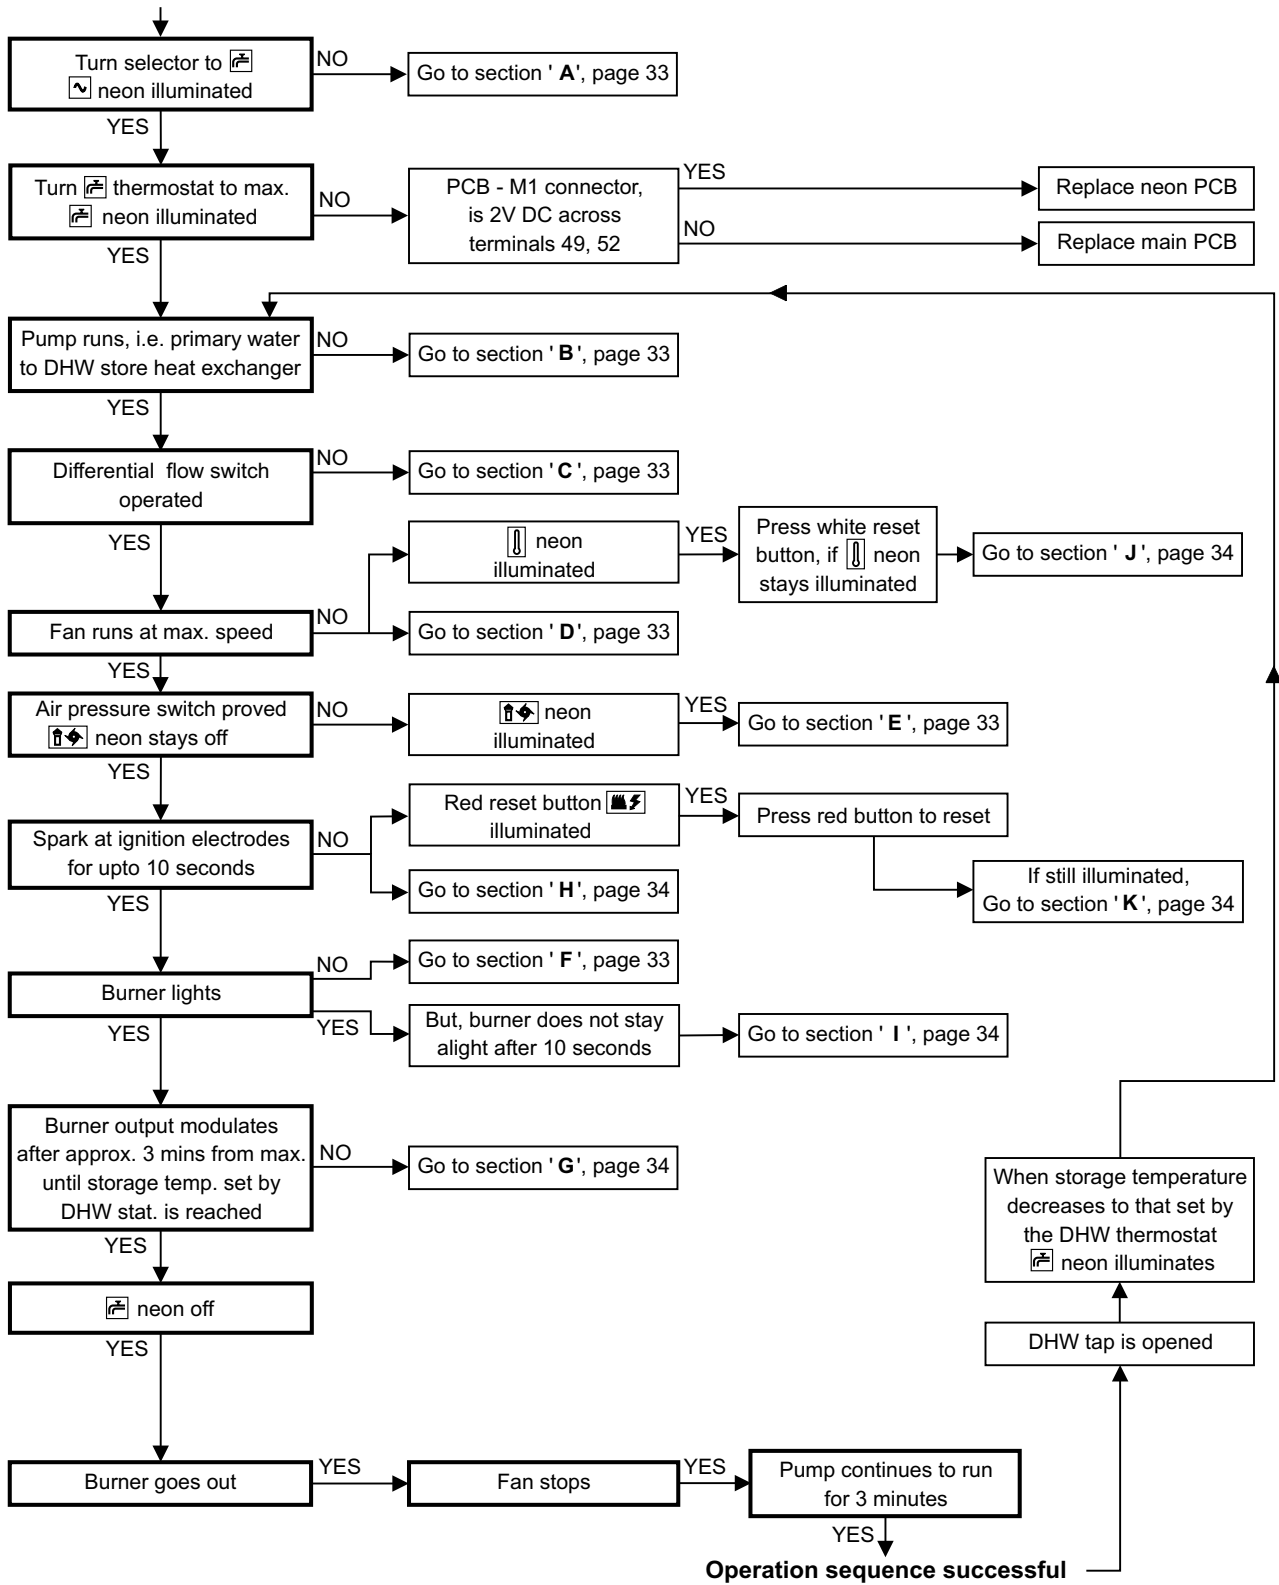 Turn selector to
neon illuminated
NO
Go to section ' A', page 33
YES
Turn thermostat to max.
neon illuminated
NO
PCB - M1 connector,
is 2V DC across
terminals 49, 52
YES
Replace neon PCB
NO
Replace main PCB
YES
Pump runs, i.e. primary water
to DHW store heat exchanger
NO
Go to section ' B', page 33
YES
Differential flow switch
operated
NO
Go to section ' C', page 33
YES
neon
illuminated
YES
Press white reset
button, if neon
stays illuminated
Go to section ' J', page 34
Fan runs at max. speed
NO
Go to section ' D', page 33
YES
Air pressure switch proved
neon stays off
NO
neon
illuminated
YES
Go to section ' E', page 33
YES
Spark at ignition electrodes
for upto 10 seconds
NO
Red reset button
illuminated
YES
Press red button to reset
If still illuminated,
Go to section ' K', page 34
Go to section ' H', page 34
YES
Burner lights
NO
Go to section ' F', page 33
YES
But, burner does not stay
alight after 10 seconds
Go to section ' I ', page 34
YES
Burner output modulates
after approx. 3 mins from max.
until storage temp. set by
DHW stat. is reached
NO
Go to section ' G', page 34
YES
neon off
YES
Burner goes out
YES
Fan stops
YES
Pump continues to run
for 3 minutes
YES
Operation sequence successful
DHW tap is opened
When storage temperature
decreases to that set by
the DHW thermostat
neon illuminates